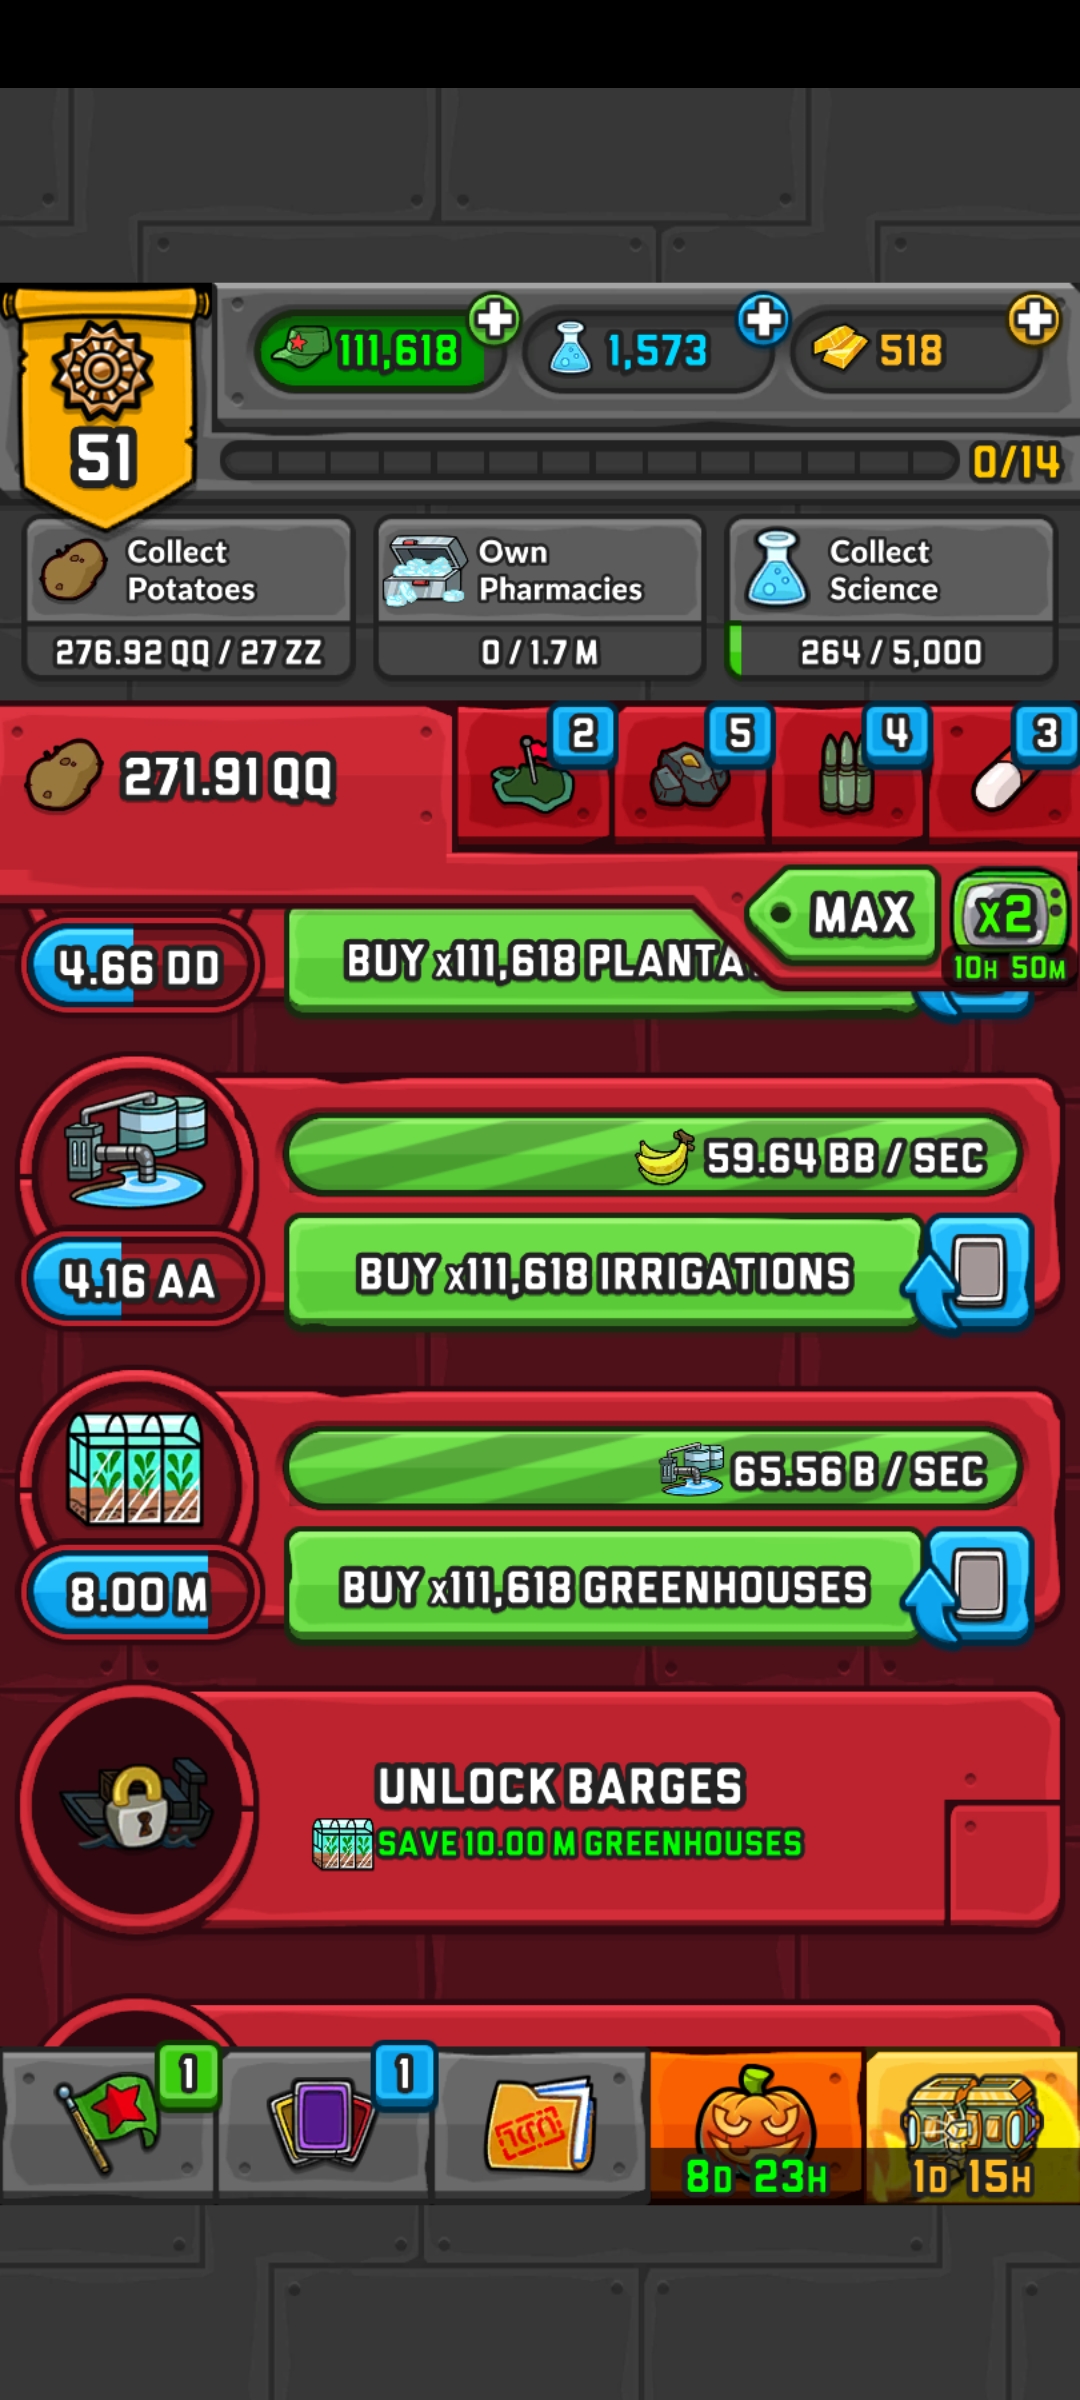 111,618
1,573
518
51
0/14
Collect
Potatoes
276.92 QQ / 27 ZZ
Own
Pharmacies
0 / 1.7 M
Collect
Science
264 / 5,000
271.91 QQ
2
5
4
3
MAX
x2
10H 50M
4.66 DD
BUY x111,618 PLANTA
59.64 BB / SEC
4.16 AA
BUY x111,618 IRRIGATIONS
65.56 B / SEC
8.00 M
BUY x111,618 GREENHOUSES
UNLOCK BARGES
SAVE 10.00 M GREENHOUSES
1
1
8D 23H
1D 15H